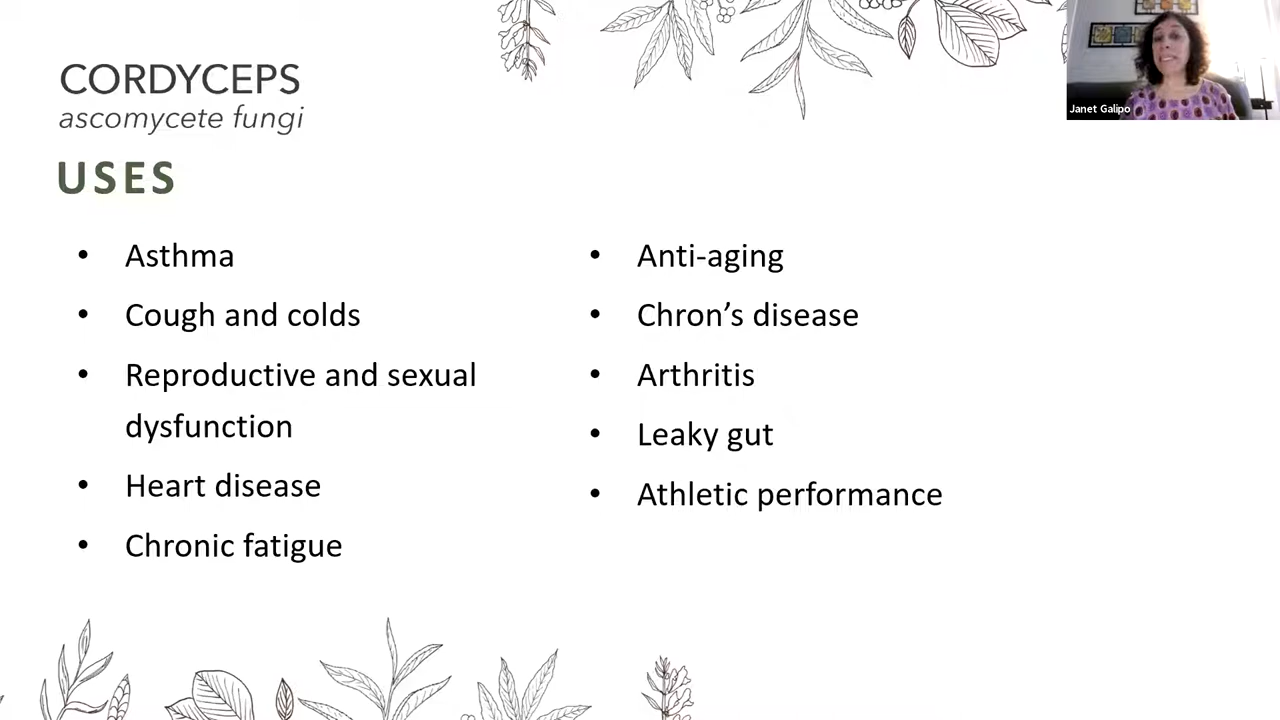 CORDYCEPS
ascomycete fungi
USES
• Asthma
• Cough and colds
• Reproductive and sexual
dysfunction
• Heart disease
• Chronic fatigue
• Anti-aging
• Chron’s disease
• Arthritis
• Leaky gut
• Athletic performance
Janet Galipo